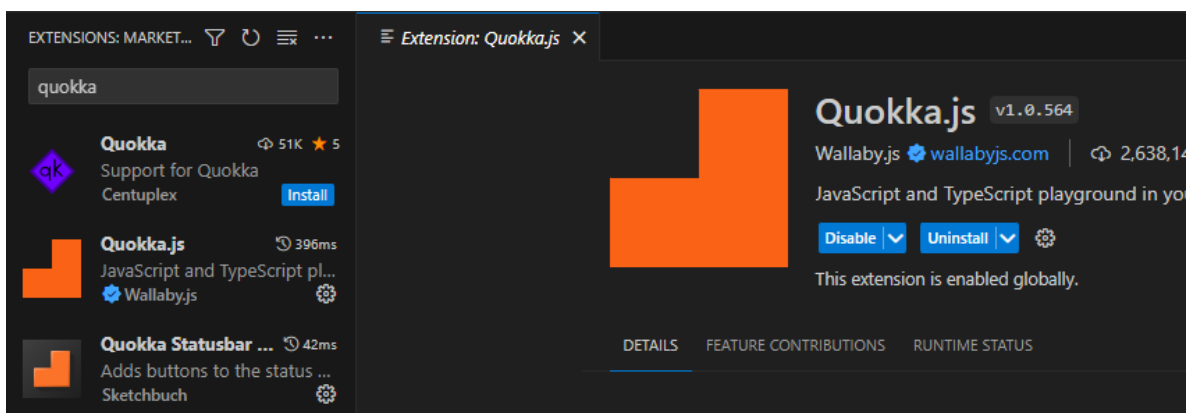 EXTENSIONS: MARKET...
quokka
Quokka 51K ★ 5
Support for Quokka
Centuplex Install
Quokka.js 396ms
JavaScript and TypeScript pl...
Wallaby.js
Quokka Statusbar ... 42ms
Adds buttons to the status ...
Sketchbuch
Extension: Quokka.js
qk
Quokka.js v1.0.564
Wallaby.js wallabyjs.com 2,638,14
JavaScript and TypeScript playground in you
Disable Uninstall
This extension is enabled globally.
DETAILS FEATURE CONTRIBUTIONS RUNTIME STATUS